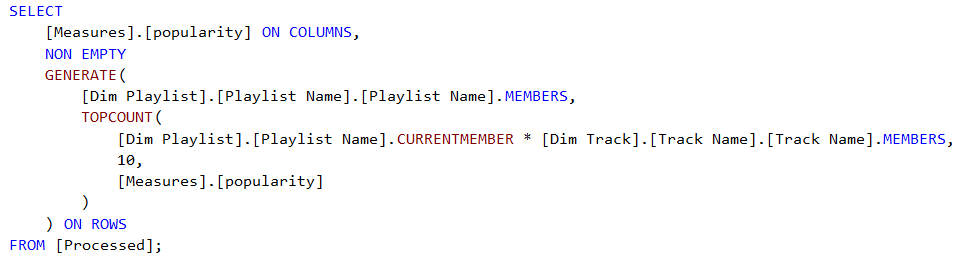 SELECT
    [Measures].[popularity] ON COLUMNS,
    NON EMPTY
    GENERATE(
        [Dim Playlist].[Playlist Name].[Playlist Name].MEMBERS,
        TOPCOUNT(
            [Dim Playlist].[Playlist Name].CURRENTMEMBER * [Dim Track].[Track Name].[Track Name].MEMBERS,
            10,
            [Measures].[popularity]
        )
    ) ON ROWS
FROM [Processed];